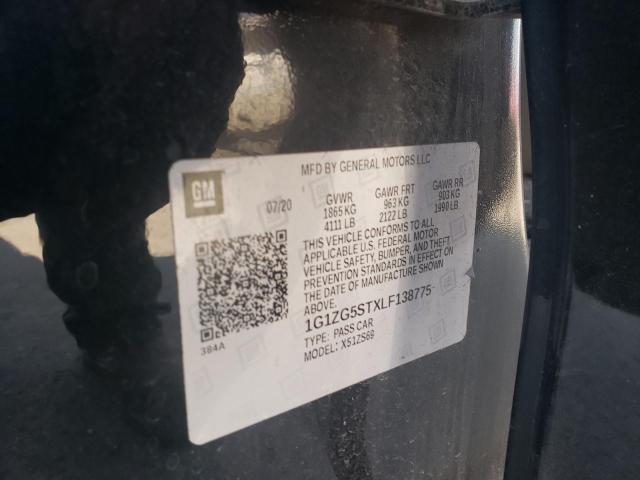 MFD BY GENERAL MOTORS LLC
GM
07/20
GVWR GAWR FRT GAWR RR
1865 KG 963 KG 903 KG
4111 LB 2122 LB 1990 LB
THIS VEHICLE CONFORMS TO ALL
APPLICABLE U.S. FEDERAL MOTOR
VEHICLE SAFETY, BUMPER, AND THEFT
PREVENTION STANDARDS IN EFFECT ON
THE DATE OF MANUFACTURE SHOWN
ABOVE.
1G1ZG5STXLF138775
TYPE: PASS CAR
MODEL: X51ZS69
384A